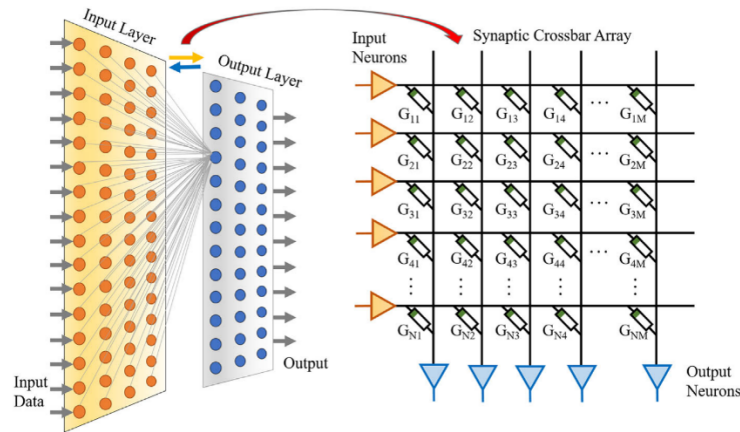 Input Layer
Output Layer
Input
Data
Output
Synaptic Crossbar Array
Input
Neurons
G11 G12 G13 G14 ... G1M
G21 G22 G23 G24 ... G2M
G31 G32 G33 G34 ... G3M
G41 G42 G43 G44 ... G4M
GN1 GN2 GN3 GN4 GNM
Output
Neurons